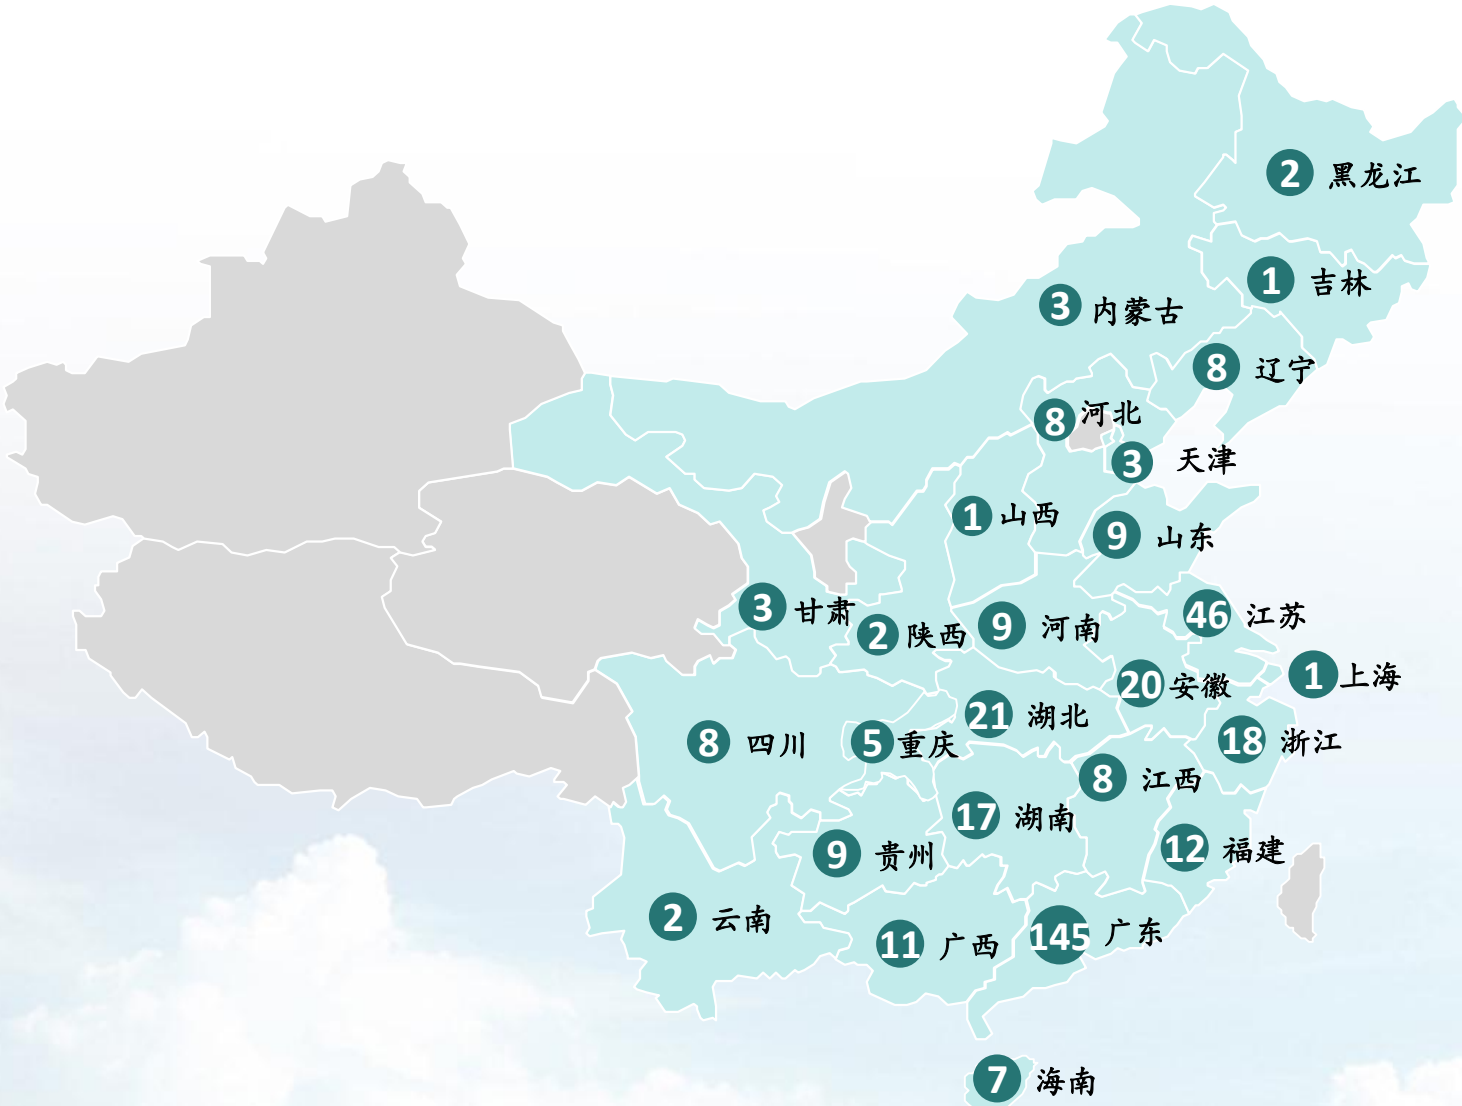 2 黑龙江
1 吉林
3 内蒙古
8 辽宁
8 河北
3 天津
1 山西
9 山东
3 甘肃
2 陕西
9 河南
46 江苏
20 安徽
1 上海
8 四川
5 重庆
21 湖北
18 浙江
8 江西
17 湖南
9 贵州
12 福建
2 云南
11 广西
145 广东
7 海南